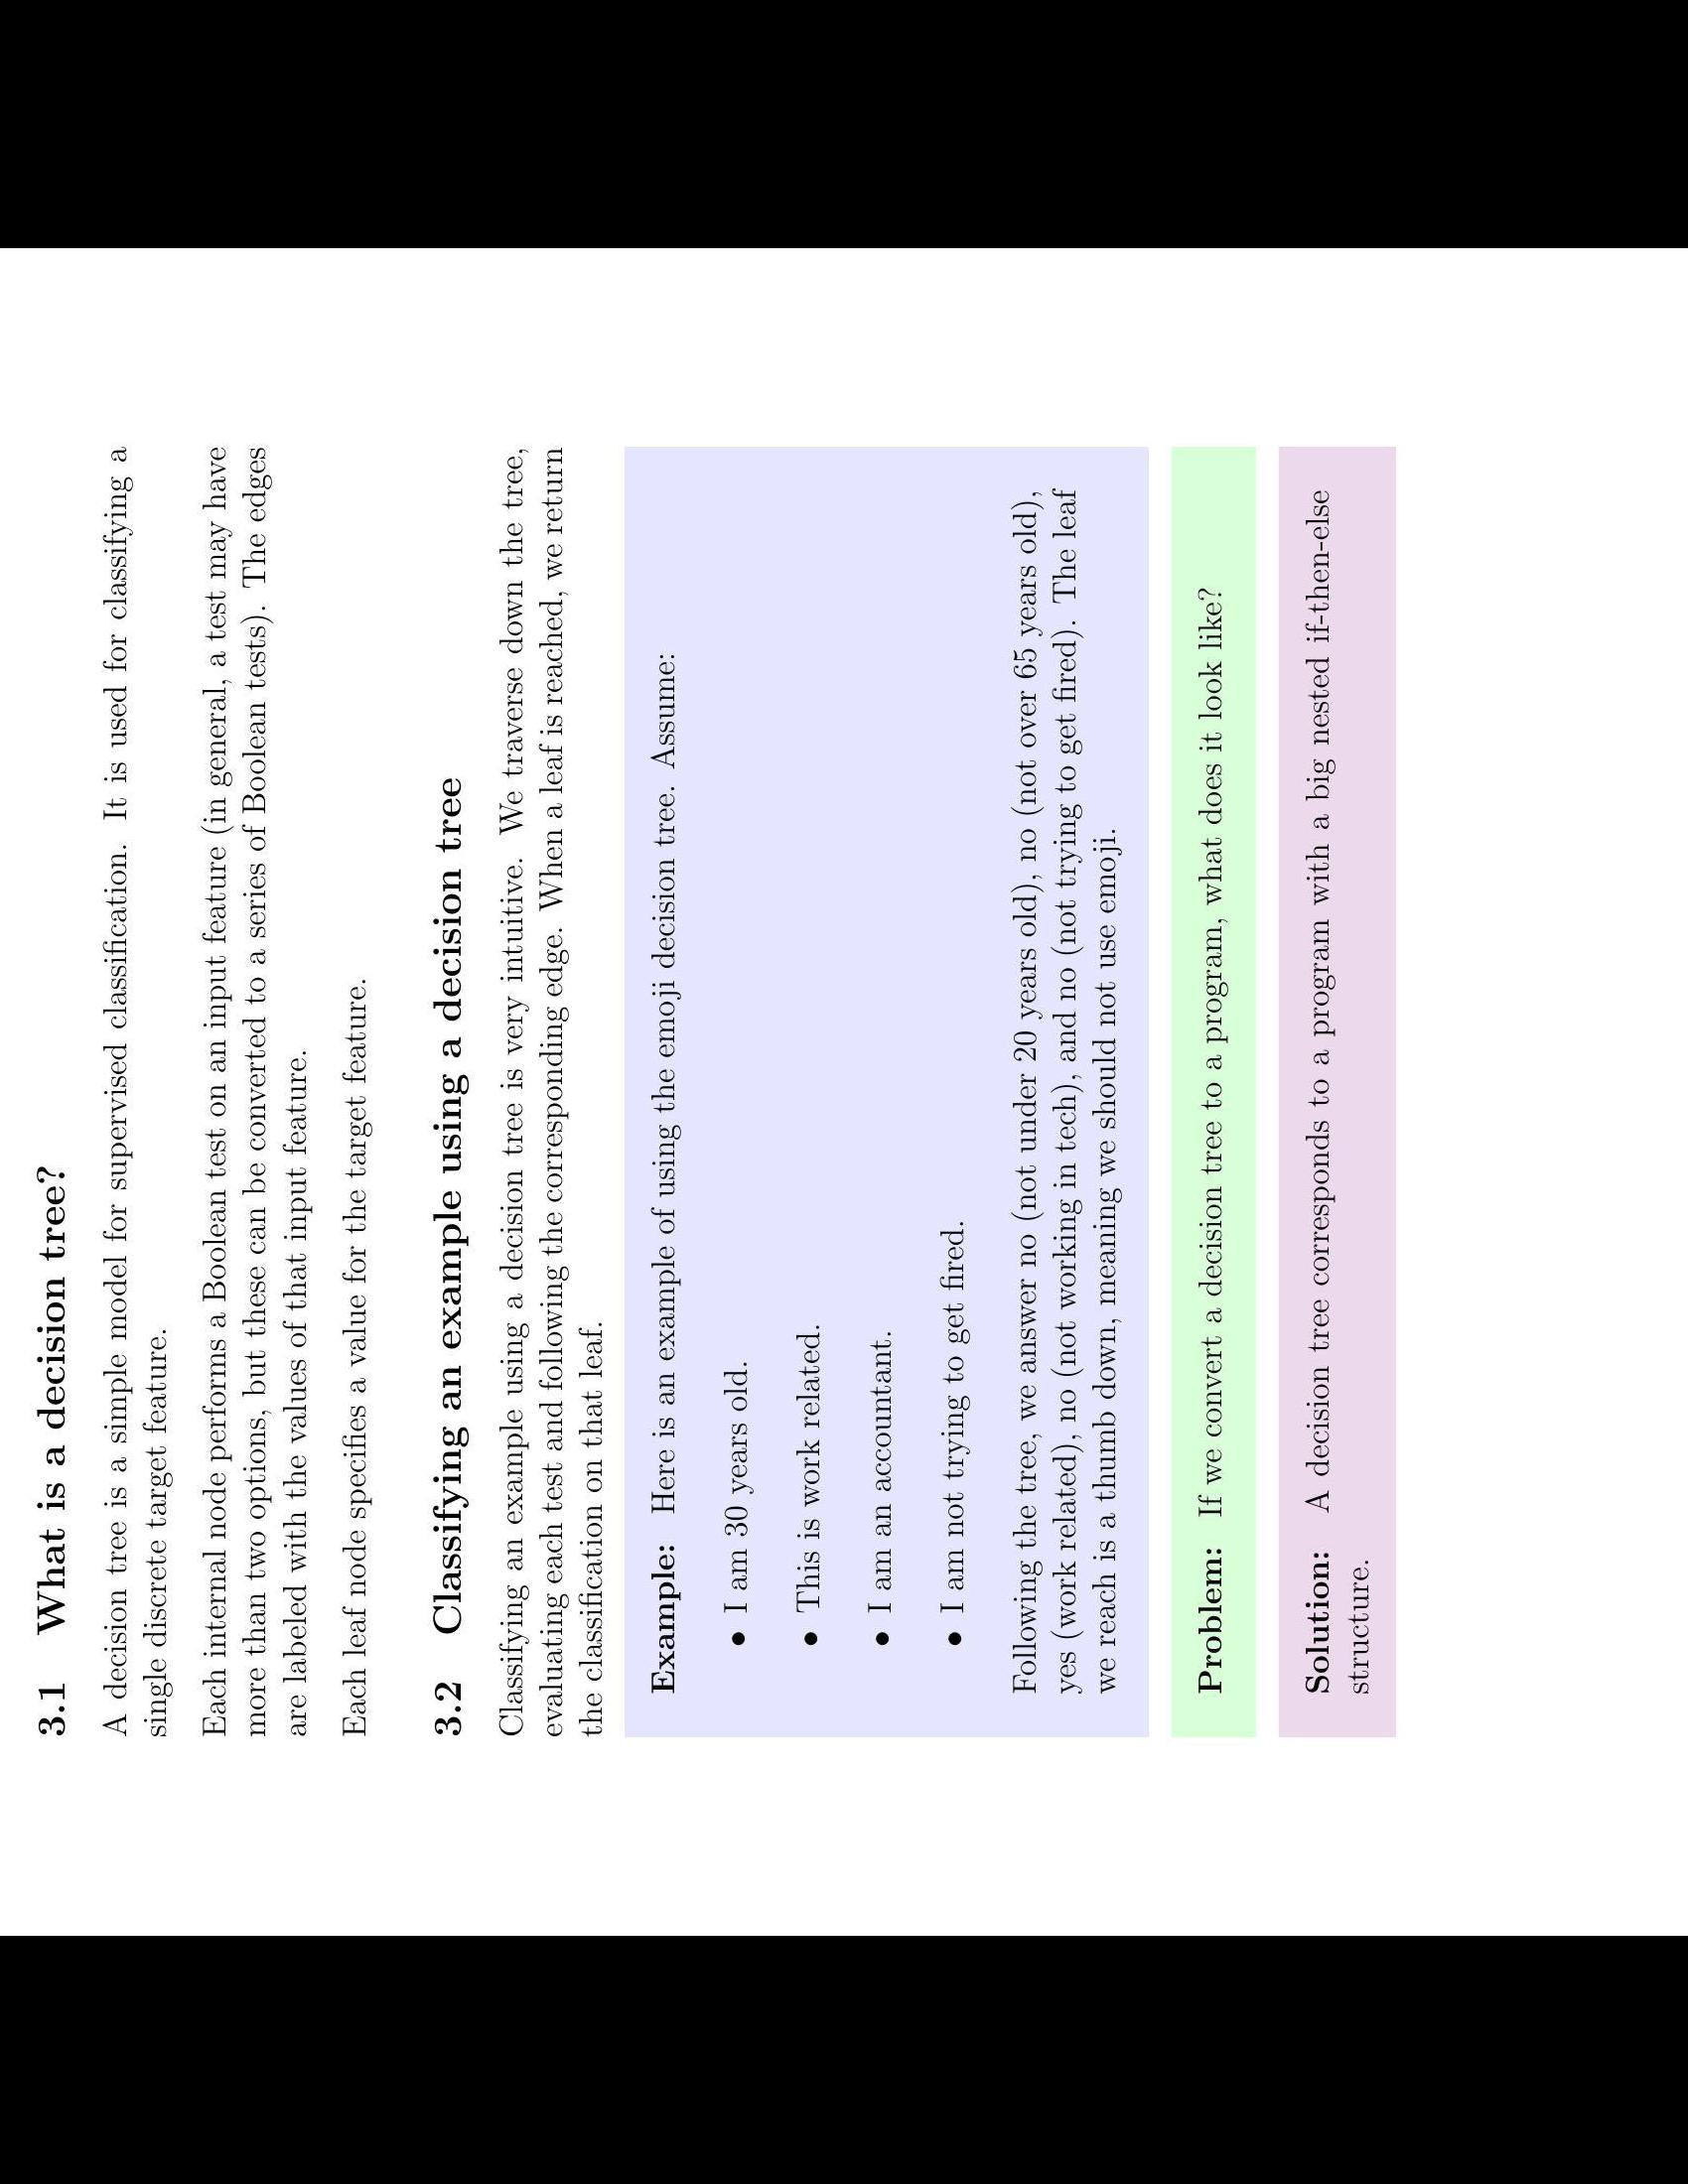 3.1 What is a decision tree?
A decision tree is a simple model for supervised classification. It is used for classifying a
single discrete target feature.
Each internal node performs a Boolean test on an input feature (in general, a test may have
more than two options, but these can be converted to a series of Boolean tests). The edges
are labeled with the values of that input feature.
Each leaf node specifies a value for the target feature.
3.2 Classifying an example using a decision tree
Classifying an example using a decision tree is very intuitive. We traverse down the tree,
evaluating each test and following the corresponding edge. When a leaf is reached, we return
the classification on that leaf.
Example: Here is an example of using the emoji decision tree. Assume:
• I am 30 years old.
• This is work related.
• I am an accountant.
• I am not trying to get fired.
Following the tree, we answer no (not under 20 years old), no (not over 65 years old),
yes (work related), no (not working in tech), and no (not trying to get fired). The leaf
we reach is a thumb down, meaning we should not use emoji.
Problem: If we convert a decision tree to a program, what does it look like?
Solution: A decision tree corresponds to a program with a big nested if-then-else
structure.